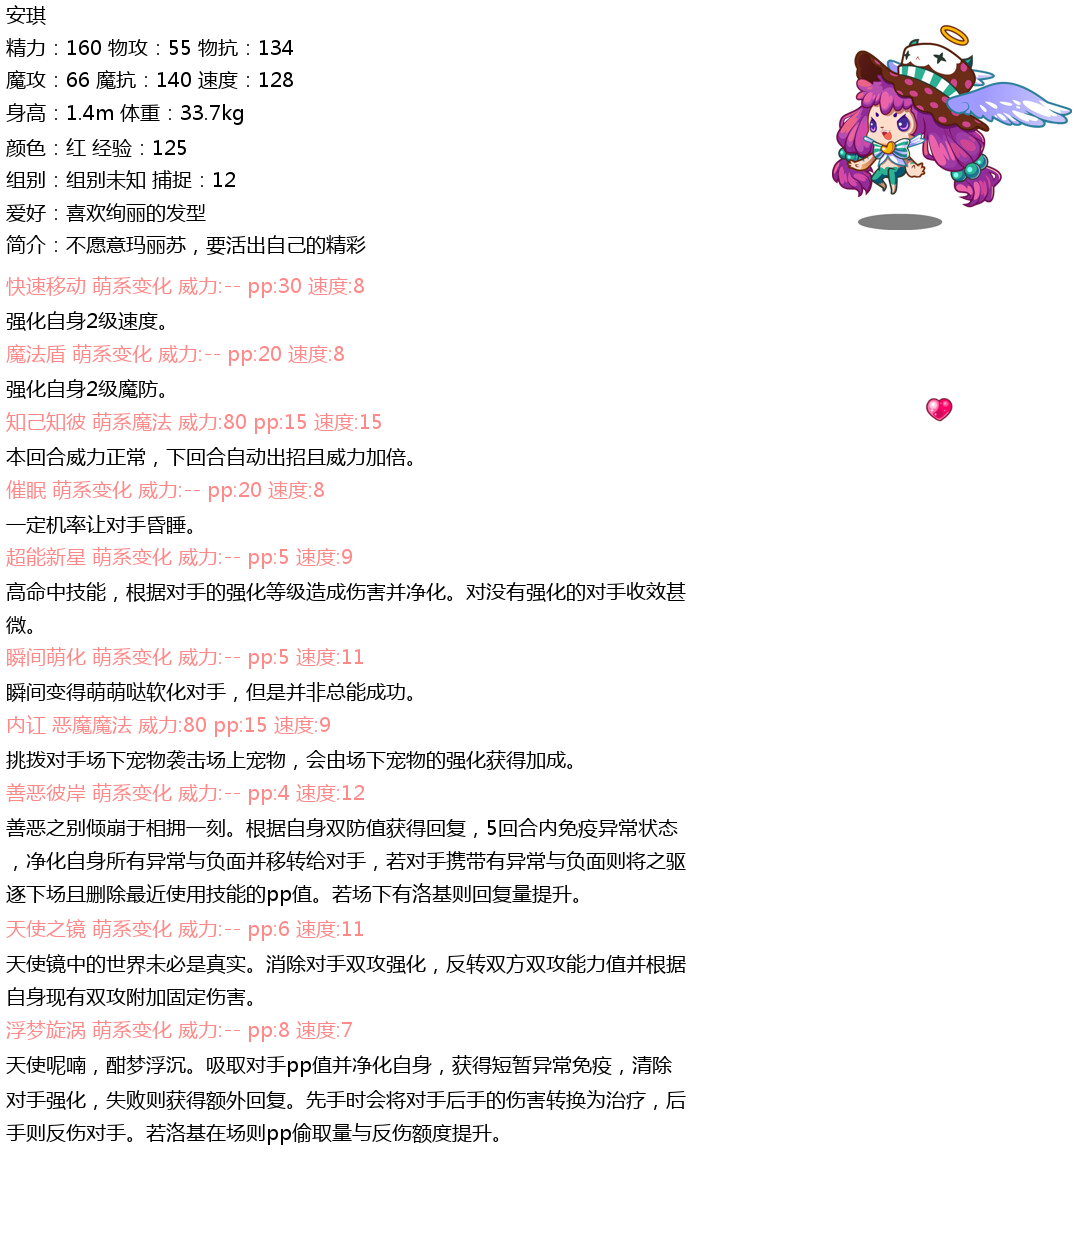 安琪
精力：160 物攻：55 物抗：134
魔攻：66 魔抗：140 速度：128
身高：1.4m 体重：33.7kg
颜色：红 经验：125
组别：组别未知 捕捉：12
爱好：喜欢绚丽的发型
简介：不愿意玛丽苏，要活出自己的精彩
快速移动 萌系变化 威力:-- pp:30 速度:8
强化自身2级速度。
魔法盾 萌系变化 威力:-- pp:20 速度:8
强化自身2级魔防。
知己知彼 萌系魔法 威力:80 pp:15 速度:15
本回合威力正常，下回合自动出招且威力加倍。
催眠 萌系变化 威力:-- pp:20 速度:8
一定机率让对手昏睡。
超能新星 萌系变化 威力:-- pp:5 速度:9
高命中技能，根据对手的强化等级造成伤害并净化。对没有强化的对手收效甚
微。
瞬间萌化 萌系变化 威力:-- pp:5 速度:11
瞬间变得萌萌哒软化对手，但是并非总能成功。
内讧 恶魔魔法 威力:80 pp:15 速度:9
挑拨对手场下宠物袭击场上宠物，会由场下宠物的强化获得加成。
善恶彼岸 萌系变化 威力:-- pp:4 速度:12
善恶之别倾崩于相拥一刻。根据自身双防值获得回复，5回合内免疫异常状态
，净化自身所有异常与负面并移转给对手，若对手携带有异常与负面则将之驱
逐下场且删除最近使用技能的pp值。若场下有洛基则回复量提升。
天使之镜 萌系变化 威力:-- pp:6 速度:11
天使镜中的世界未必是真实。消除对手双攻强化，反转双方双攻能力值并根据
自身现有双攻附加固定伤害。
浮梦旋涡 萌系变化 威力:-- pp:8 速度:7
天使呢喃，酣梦浮沉。吸取对手pp值并净化自身，获得短暂异常免疫，清除
对手强化，失败则获得额外回复。先手时会将对手后手的伤害转换为治疗，后
手则反伤对手。若洛基在场则pp偷取量与反伤额度提升。